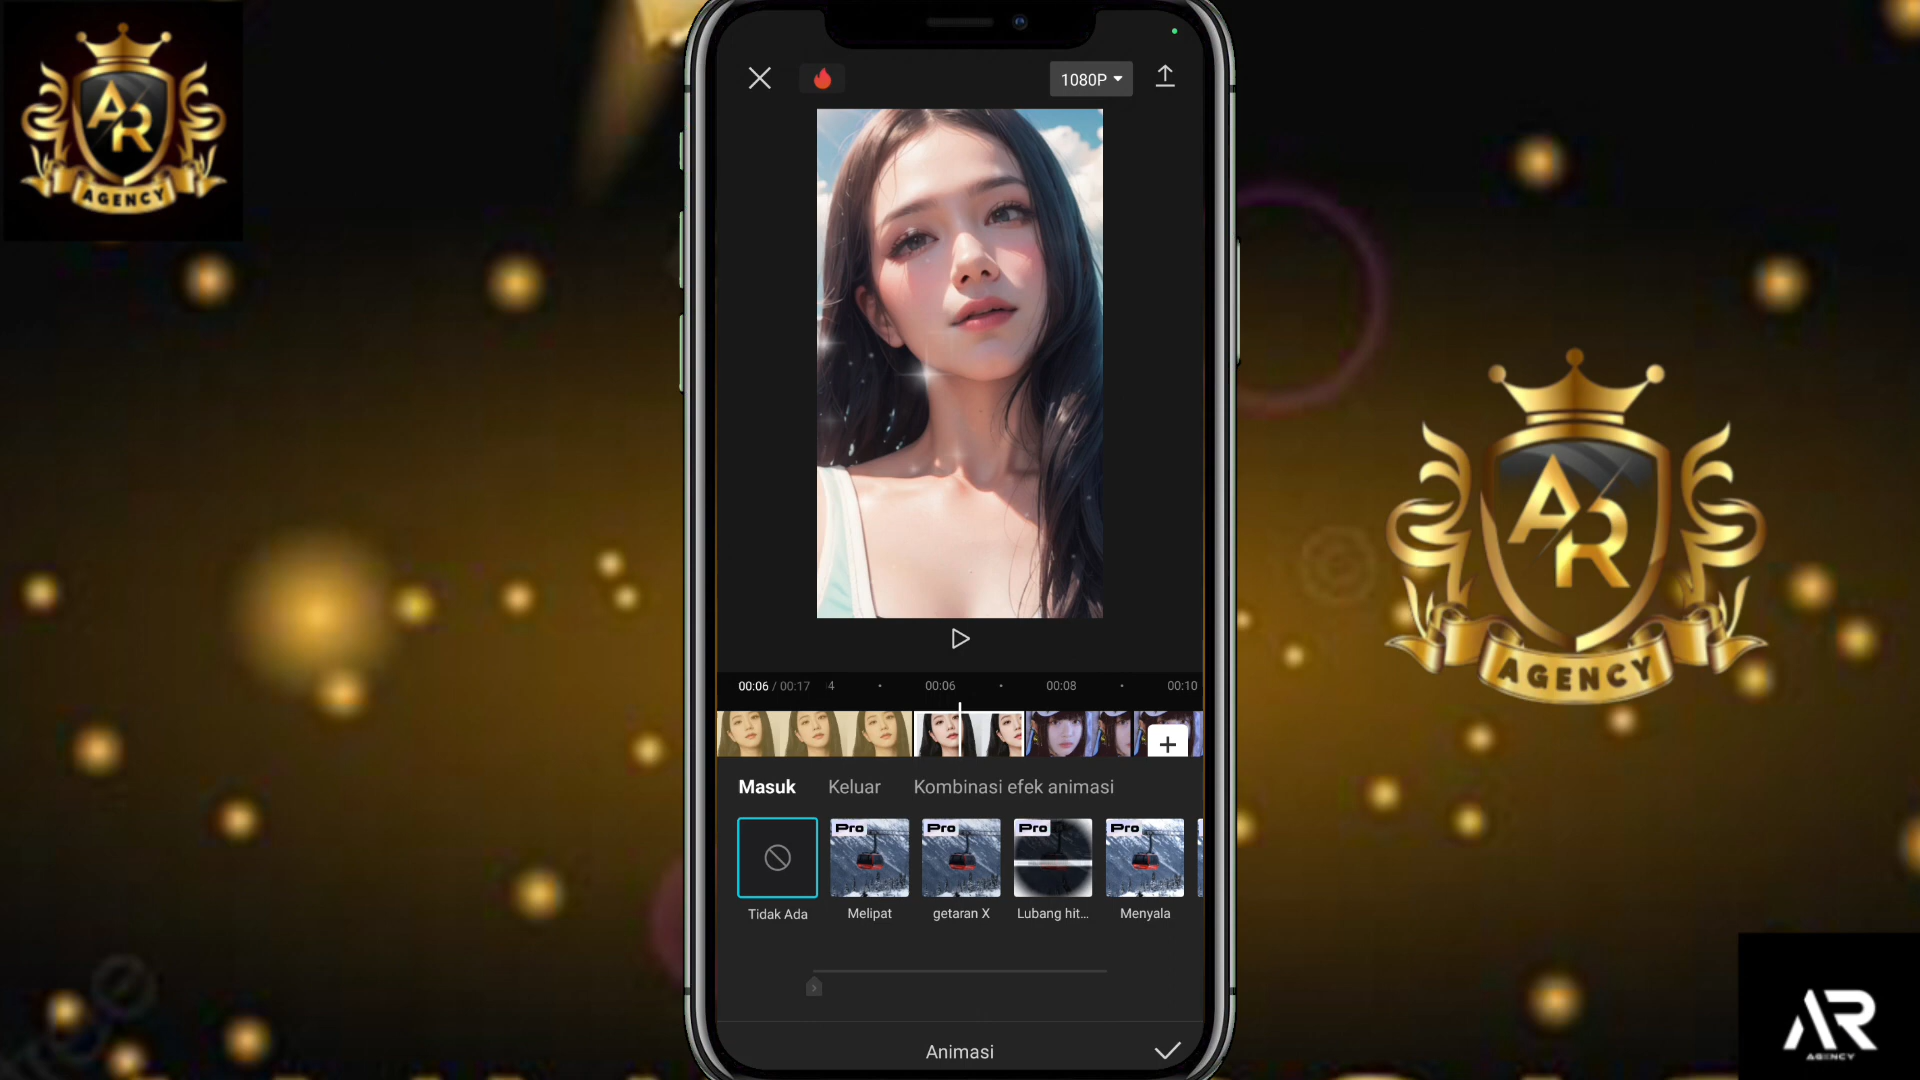 AR
AGENCY
1080P
00:06 / 00:17
4
00:06
00:08
00:10
Masuk
Keluar
Kombinasi efek animasi
Pro
Pro
Pro
Pro
Tidak Ada
Melipat
getaran X
Lubang hit...
Menyala
Animasi
AR
AGENCY
AR
AGENCY